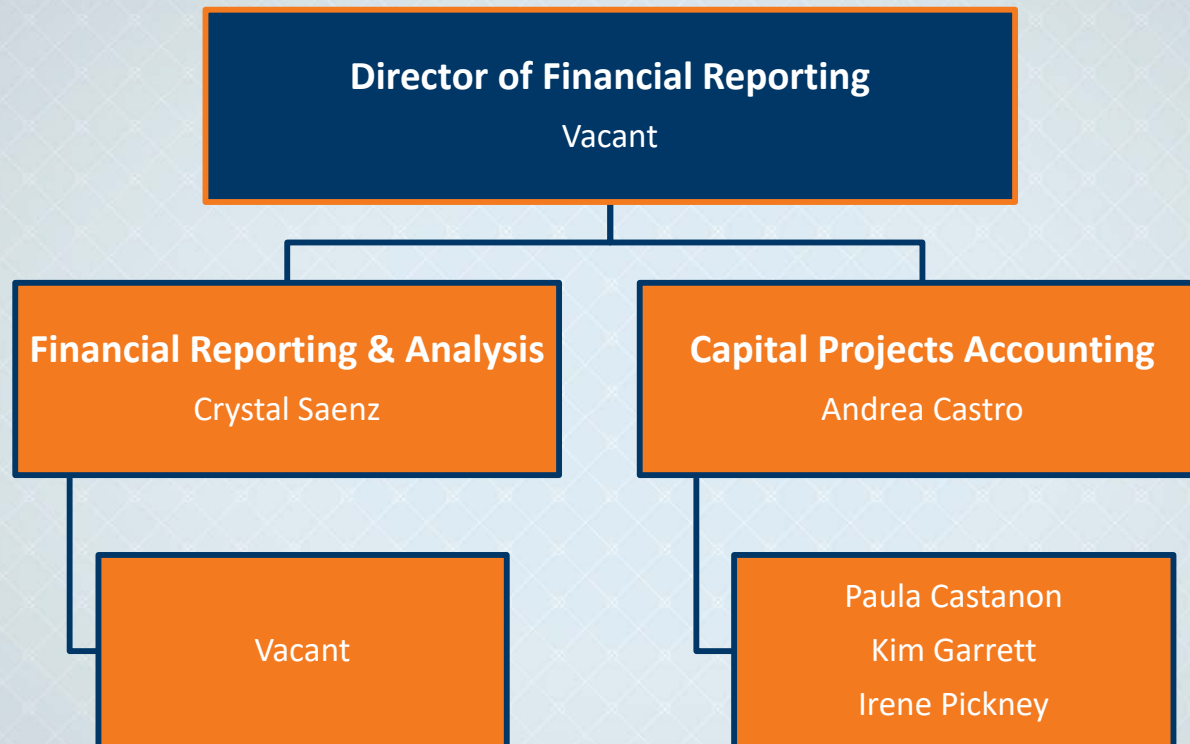 Director of Financial Reporting
Vacant
Financial Reporting & Analysis
Crystal Saenz
Capital Projects Accounting
Andrea Castro
Vacant
Paula Castanon
Kim Garrett
Irene Pickney